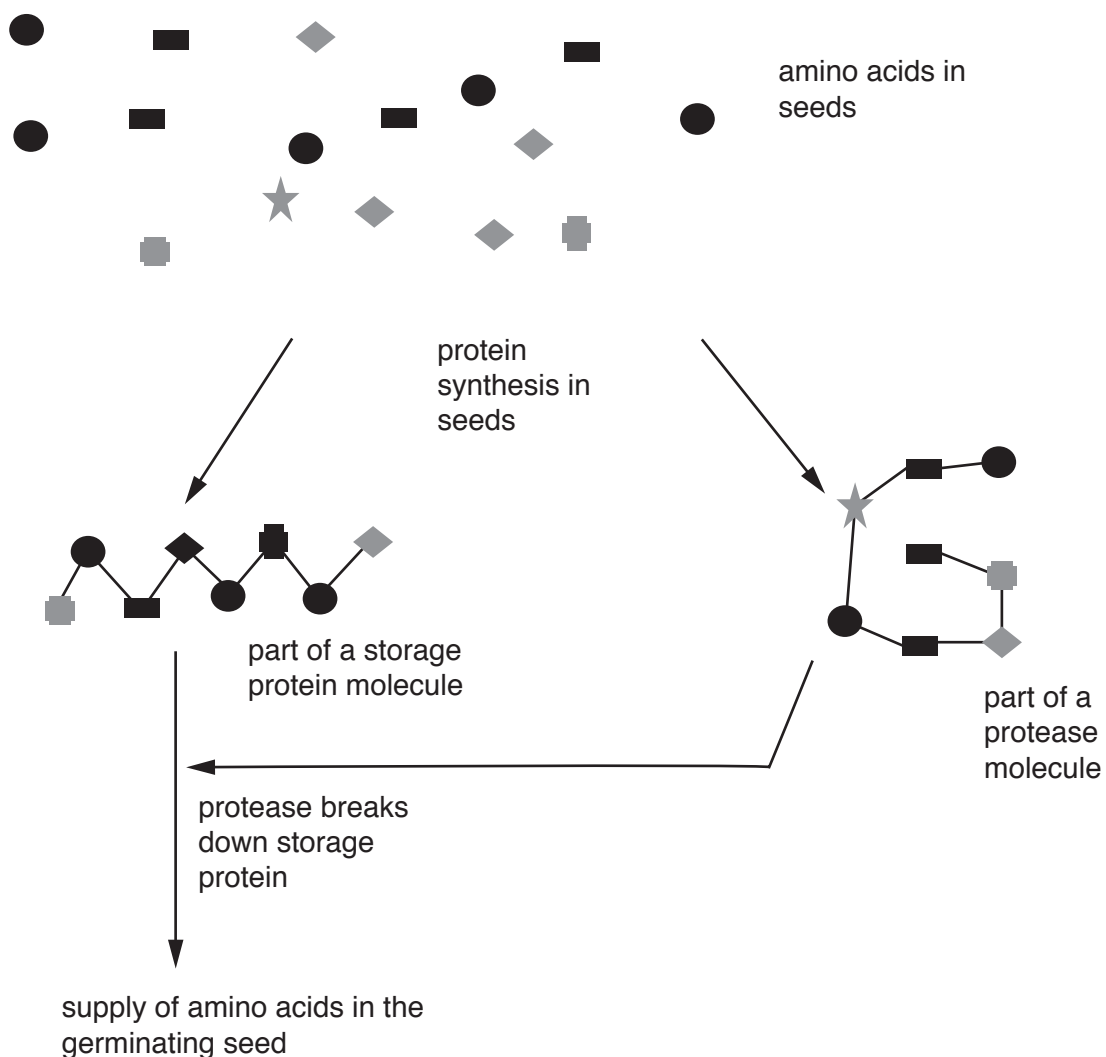 amino acids in
seeds
protein
synthesis in
seeds
part of a storage
protein molecule
part of a
protease
molecule
protease breaks
down storage
protein
supply of amino acids in the
germinating seed